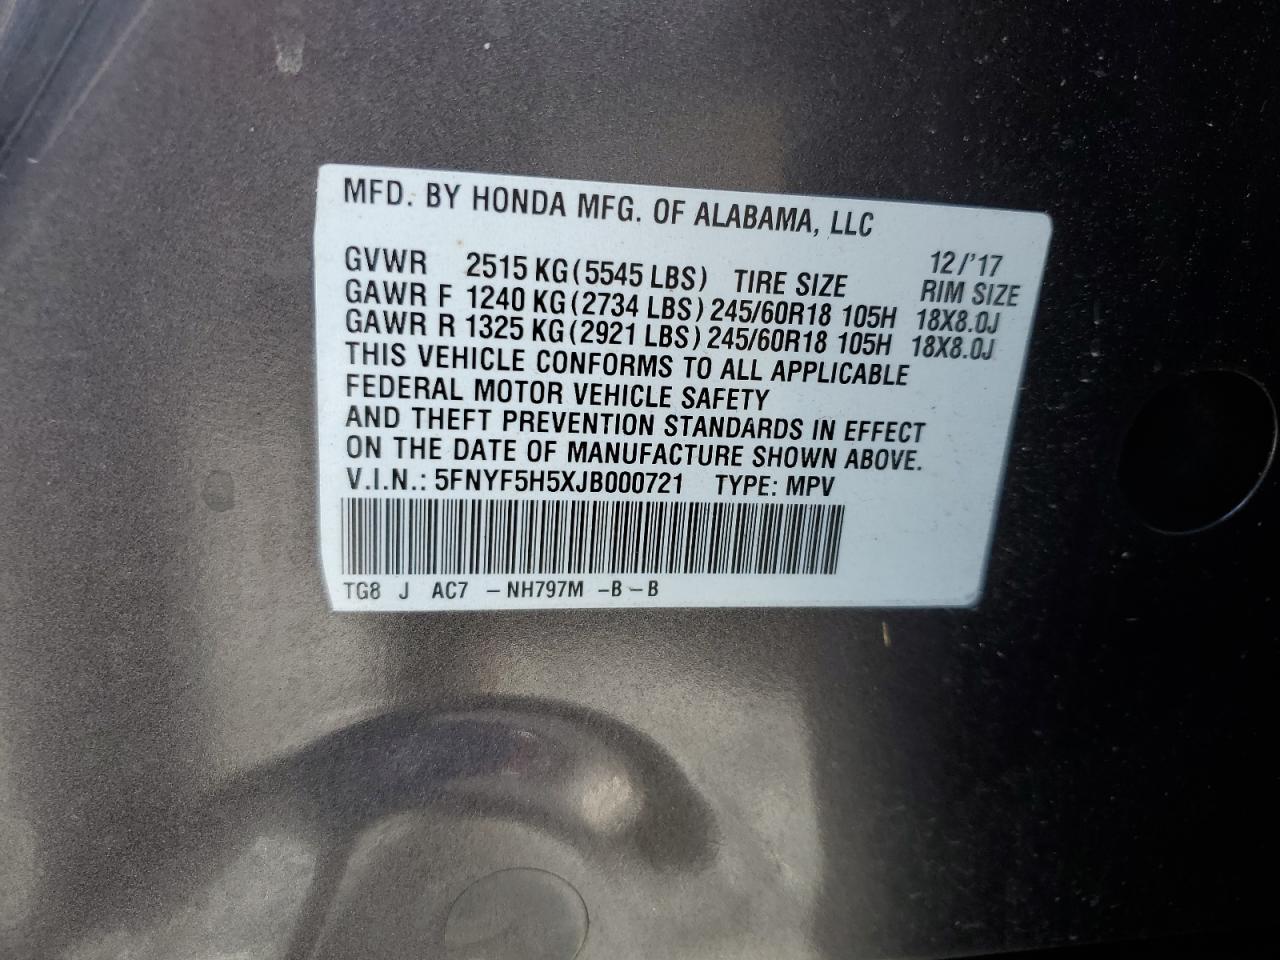 MFD. BY HONDA MFG. OF ALABAMA, LLC
12/'17
GVWR 2515 KG (5545 LBS) TIRE SIZE RIM SIZE
GAWR F 1240 KG (2734 LBS) 245/60R18 105H 18X8.0J
GAWR R 1325 KG (2921 LBS) 245/60R18 105H 18X8.0J
THIS VEHICLE CONFORMS TO ALL APPLICABLE
FEDERAL MOTOR VEHICLE SAFETY
AND THEFT PREVENTION STANDARDS IN EFFECT
ON THE DATE OF MANUFACTURE SHOWN ABOVE.
V.I.N.: 5FNYF5H5XJB000721 TYPE: MPV
TG8 J AC7 – NH797M –B – B